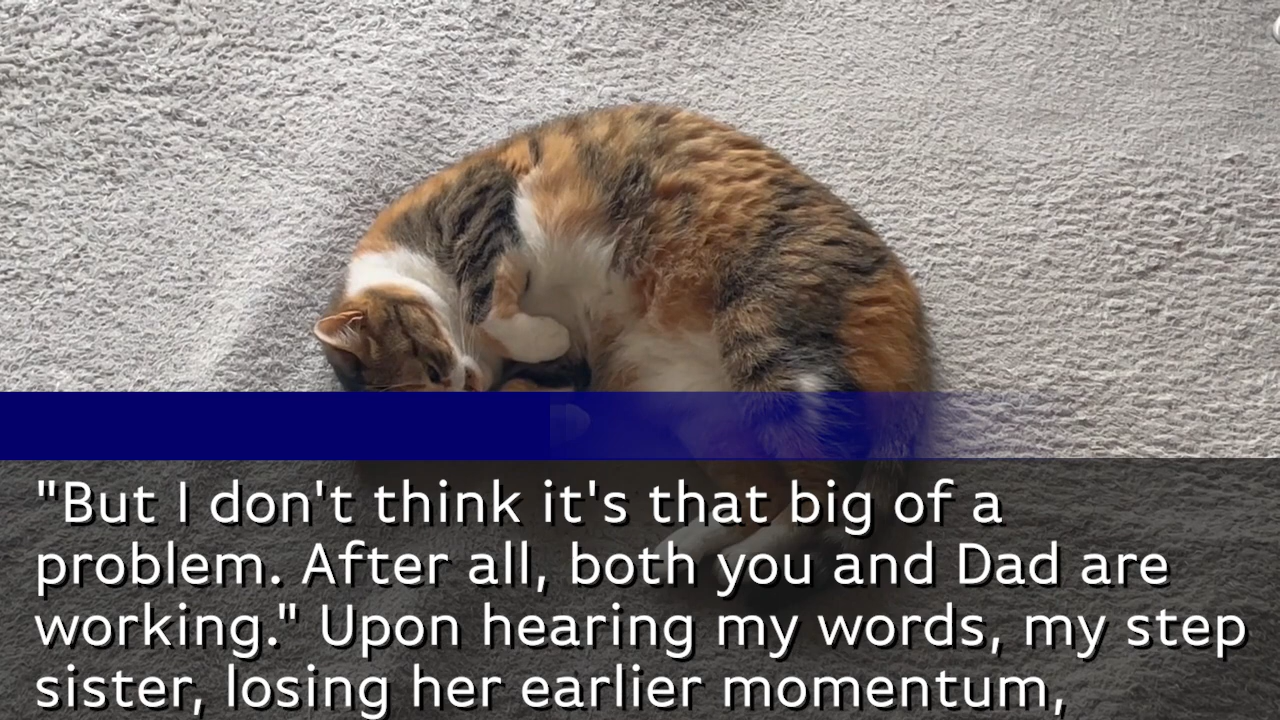 "But I don't think it's that big of a
problem. After all, both you and Dad are
working." Upon hearing my words, my step
sister, losing her earlier momentum,